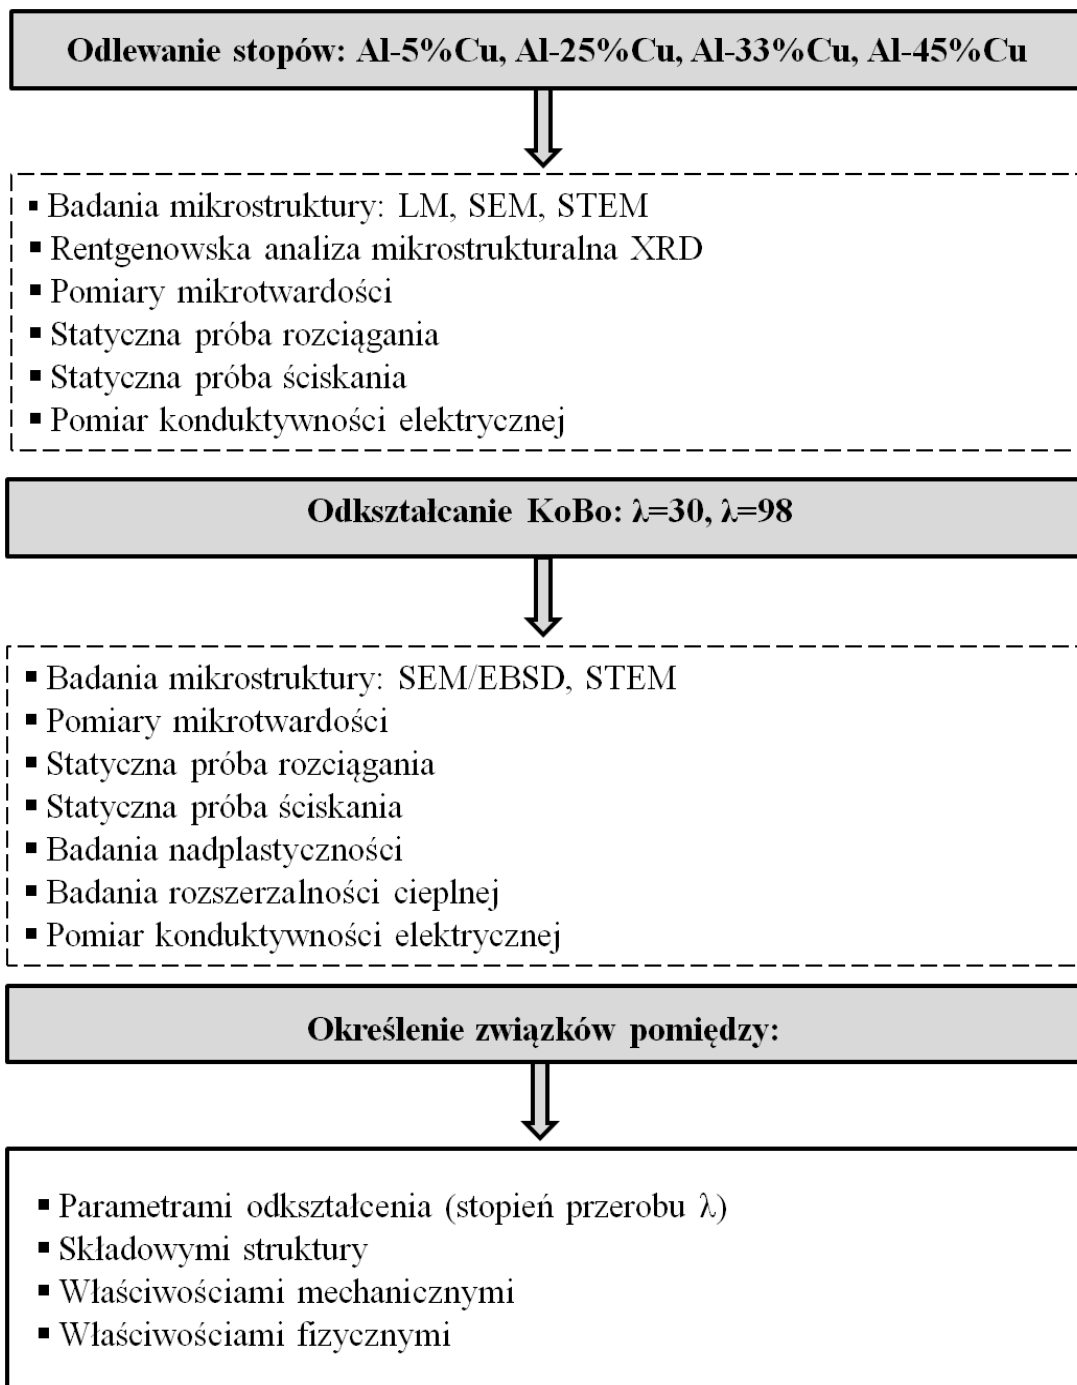 Odlewanie stopów: Al-5%Cu, Al-25%Cu, Al-33%Cu, Al-45%Cu
▪ Badania mikrostruktury: LM, SEM, STEM
▪ Rentgenowska analiza mikrostrukturalna XRD
▪ Pomiary mikrotwardości
▪ Statyczna próba rozciągania
▪ Statyczna próba ściskania
▪ Pomiar konduktywności elektrycznej
Odkształcanie KoBo: λ=30, λ=98
▪ Badania mikrostruktury: SEM/EBSD, STEM
▪ Pomiary mikrotwardości
▪ Statyczna próba rozciągania
▪ Statyczna próba ściskania
▪ Badania nadplastyczności
▪ Badania rozszerzalności cieplnej
▪ Pomiar konduktywności elektrycznej
Określenie związków pomiędzy:
▪ Parametrami odkształcenia (stopień przerobu λ)
▪ Składowymi struktury
▪ Właściwościami mechanicznymi
▪ Właściwościami fizycznymi